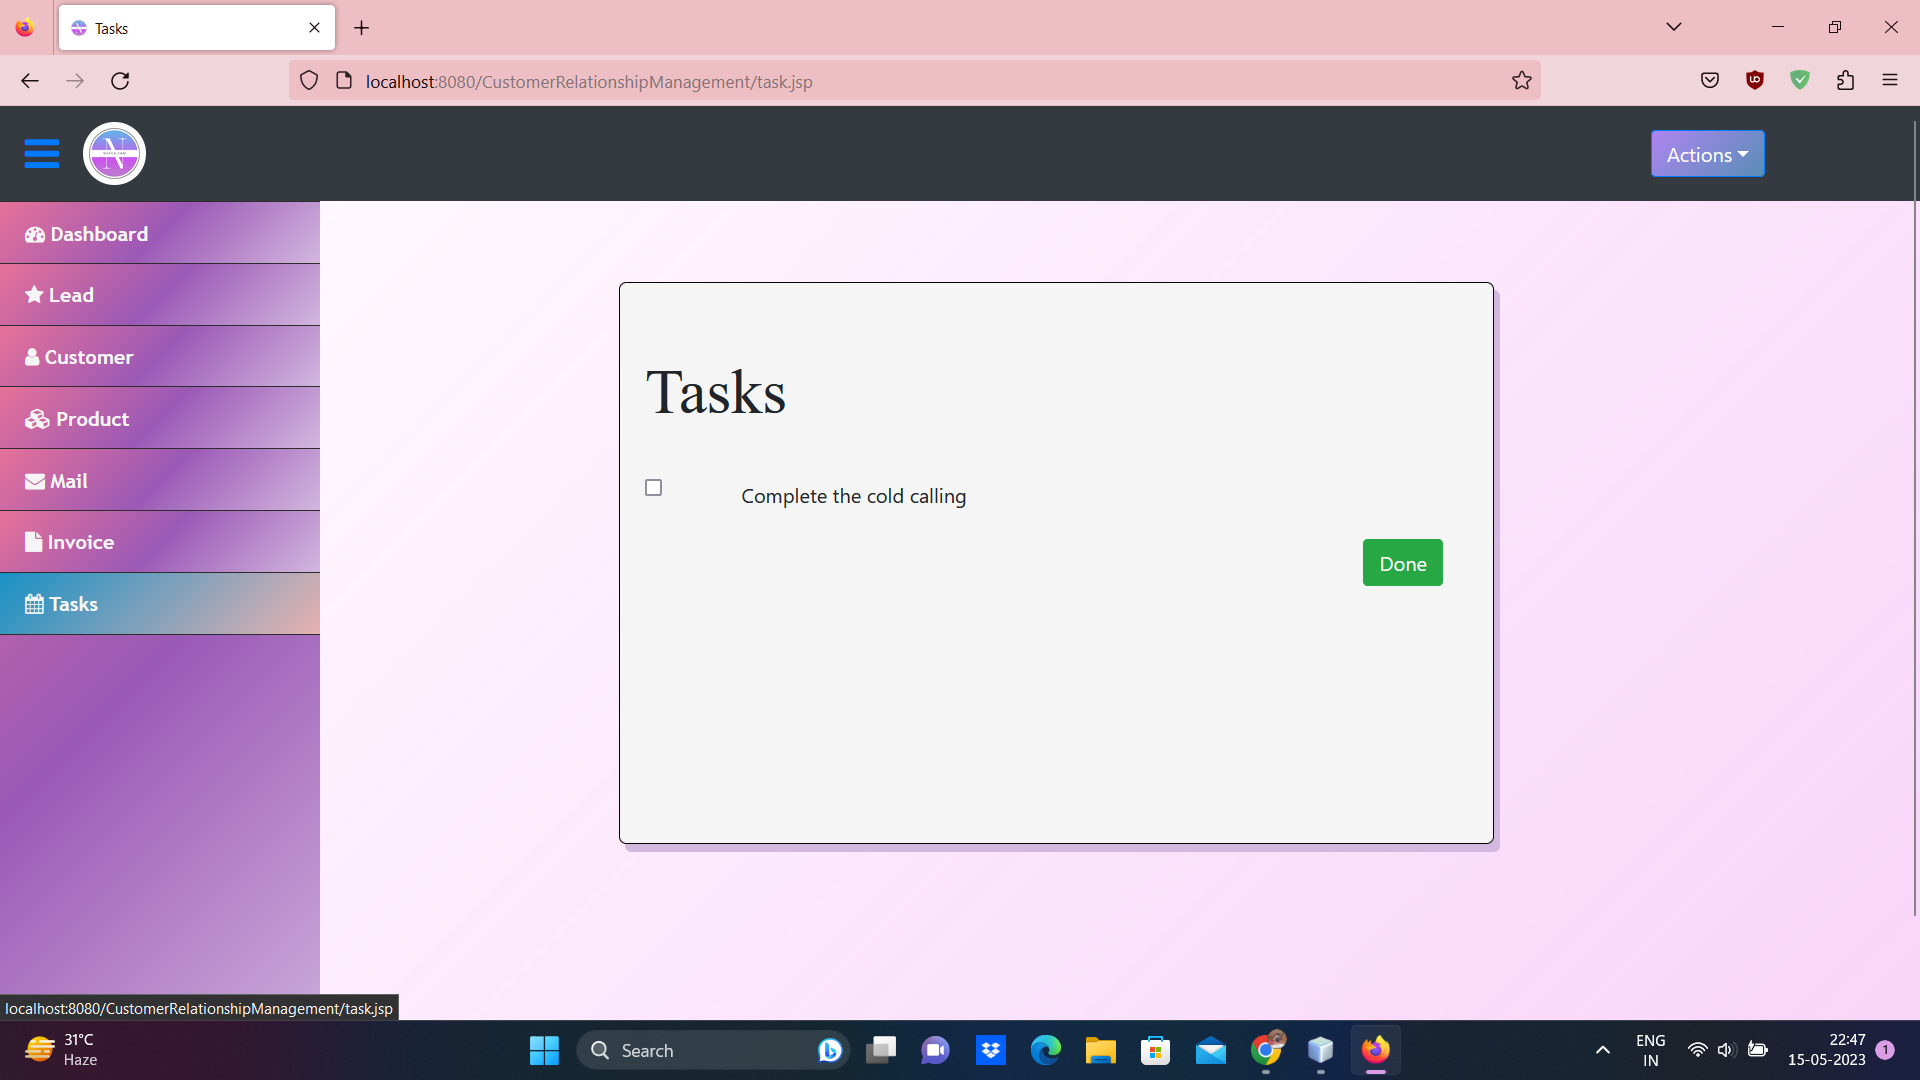 Tasks
localhost:8080/CustomerRelationshipManagement/task.jsp
N
Actions
Dashboard
Lead
Customer
Product
Mail
Invoice
Tasks
Tasks
Complete the cold calling
Done
localhost:8080/CustomerRelationshipManagement/task.jsp
31°C
Haze
Search
ENG
IN
22:47
15-05-2023
1